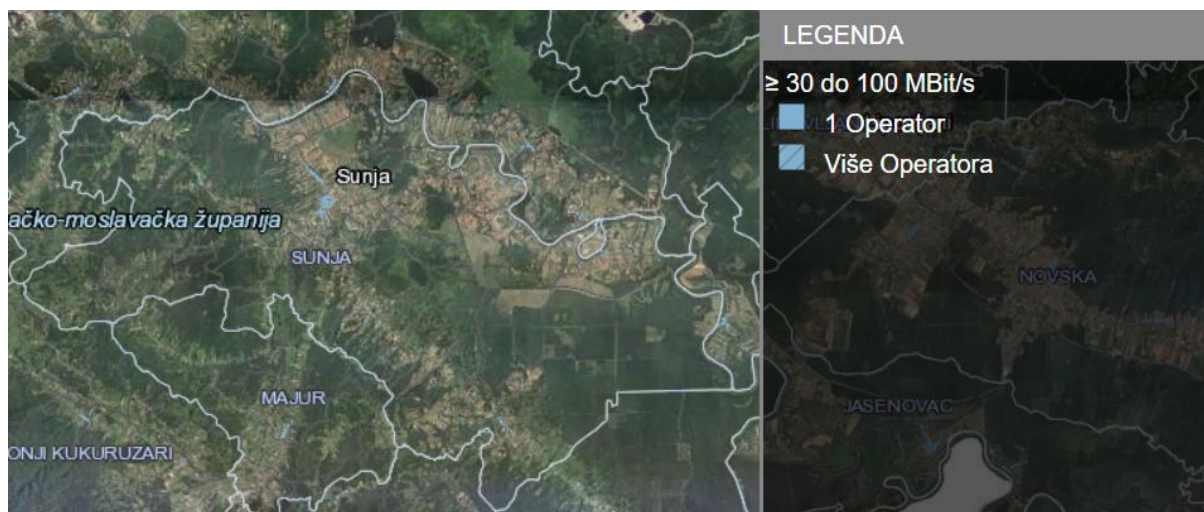 Sunja
ačko-moslavačka županija
SUNJA
MAJUR
ONJI KUKURUZARI
LEGENDA
≥ 30 do 100 MBit/s
1 Operator
Više Operatora
NOVSKA
JASENOVAC